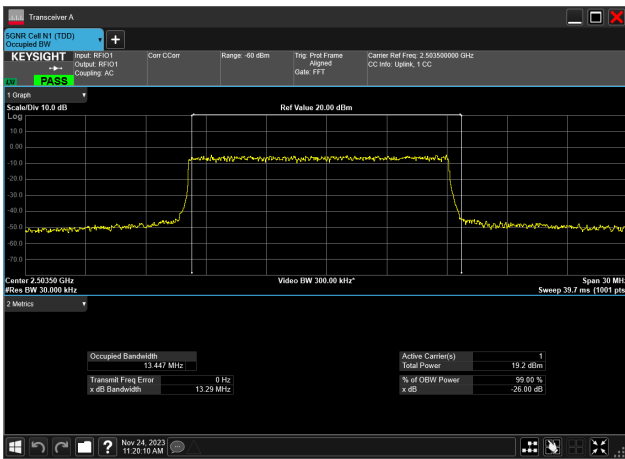 Transceiver A
5GNR Cell N1 (TDD)
Occupied BW
KEYSIGHT
LXI
PASS
Input: RFIO1
Output: RFIO1
Coupling: AC
Corr CCorr
Range: -60 dBm
Trig: Prot Frame
Aligned
Gate: FFT
Carrier Ref Freq: 2.503500000 GHz
CC Info: Uplink, 1 CC
1 Graph
Scale/Div 10.0 dB
Ref Value 20.00 dBm
Log
10.0
0.00
-10.0
-20.0
-30.0
-40.0
-50.0
-60.0
-70.0
Center 2.50350 GHz
Video BW 300.00 kHz*
Span 30 MHz
#Res BW 30.000 kHz
Sweep 39.7 ms (1001 pts
2 Metrics
Occupied Bandwidth
13.447 MHz
Transmit Freq Error 0 Hz
x dB Bandwidth 13.29 MHz
Active Carrier(s) 1
Total Power 19.2 dBm
% of OBW Power 99.00 %
x dB -26.00 dB
Nov 24, 2023
11:20:10 AM